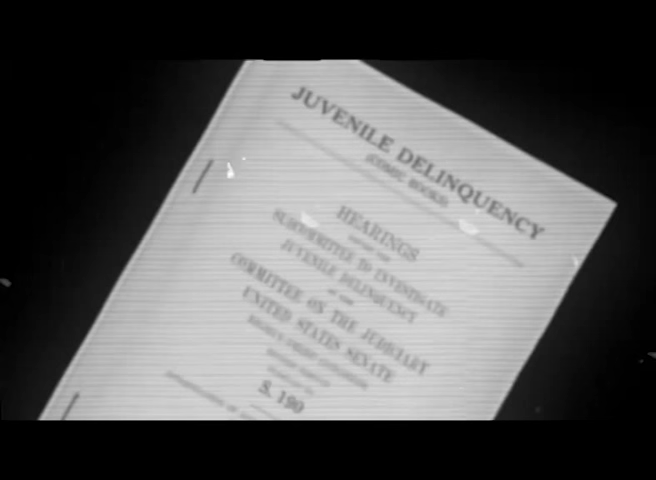 JUVENILE DELINQUENCY
(COMIC BOOKS)
HEARINGS
BEFORE THE
SUBCOMMITTEE TO INVESTIGATE
JUVENILE DELINQUENCY
OF THE
COMMITTEE ON THE JUDICIARY
UNITED STATES SENATE
S. 190